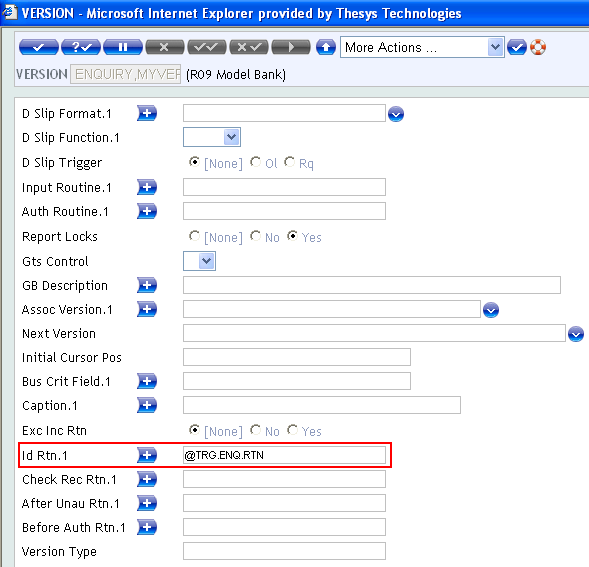 VERSION - Microsoft Internet Explorer provided by Thesys Technologies
? More Actions ...
VERSION ENQUIRY,MYVER (R09 Model Bank)
D Slip Format.1
D Slip Function.1
D Slip Trigger [None] Ol Rq
Input Routine.1
Auth Routine.1
Report Locks [None] No Yes
Gts Control
GB Description
Assoc Version.1
Next Version
Initial Cursor Pos
Bus Crit Field.1
Caption.1
Exc Inc Rtn [None] No Yes
Id Rtn.1 @TRG.ENQ.RTN
Check Rec Rtn.1
After Unau Rtn.1
Before Auth Rtn.1
Version Type